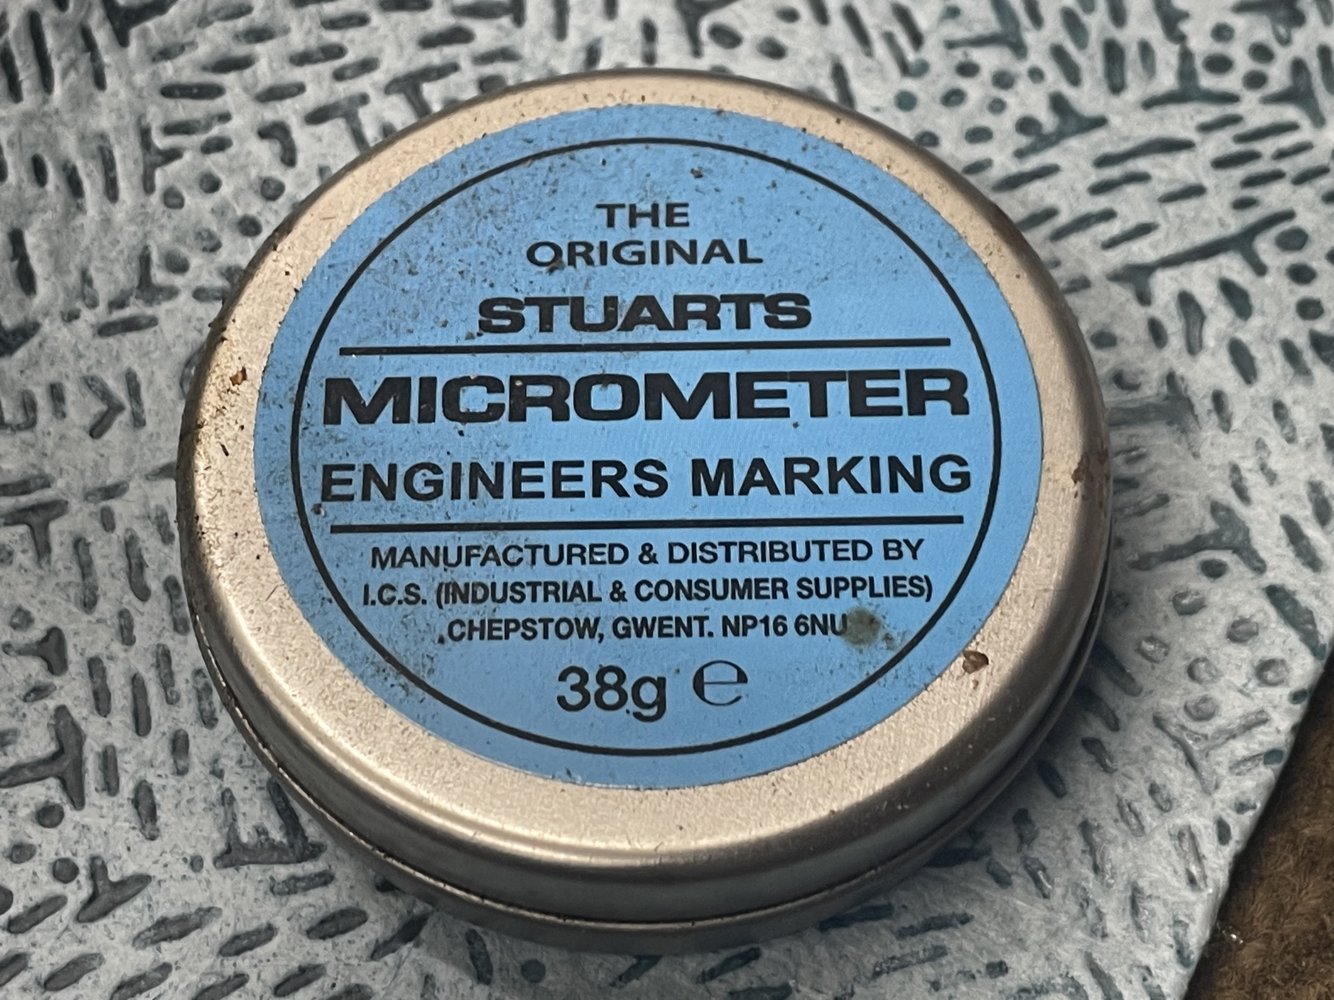 THE
ORIGINAL
STUARTS
MICROMETER
ENGINEERS MARKING
MANUFACTURED & DISTRIBUTED BY
I.C.S. (INDUSTRIAL & CONSUMER SUPPLIES)
CHEPSTOW, GWENT. NP16 6NU
38g ℮